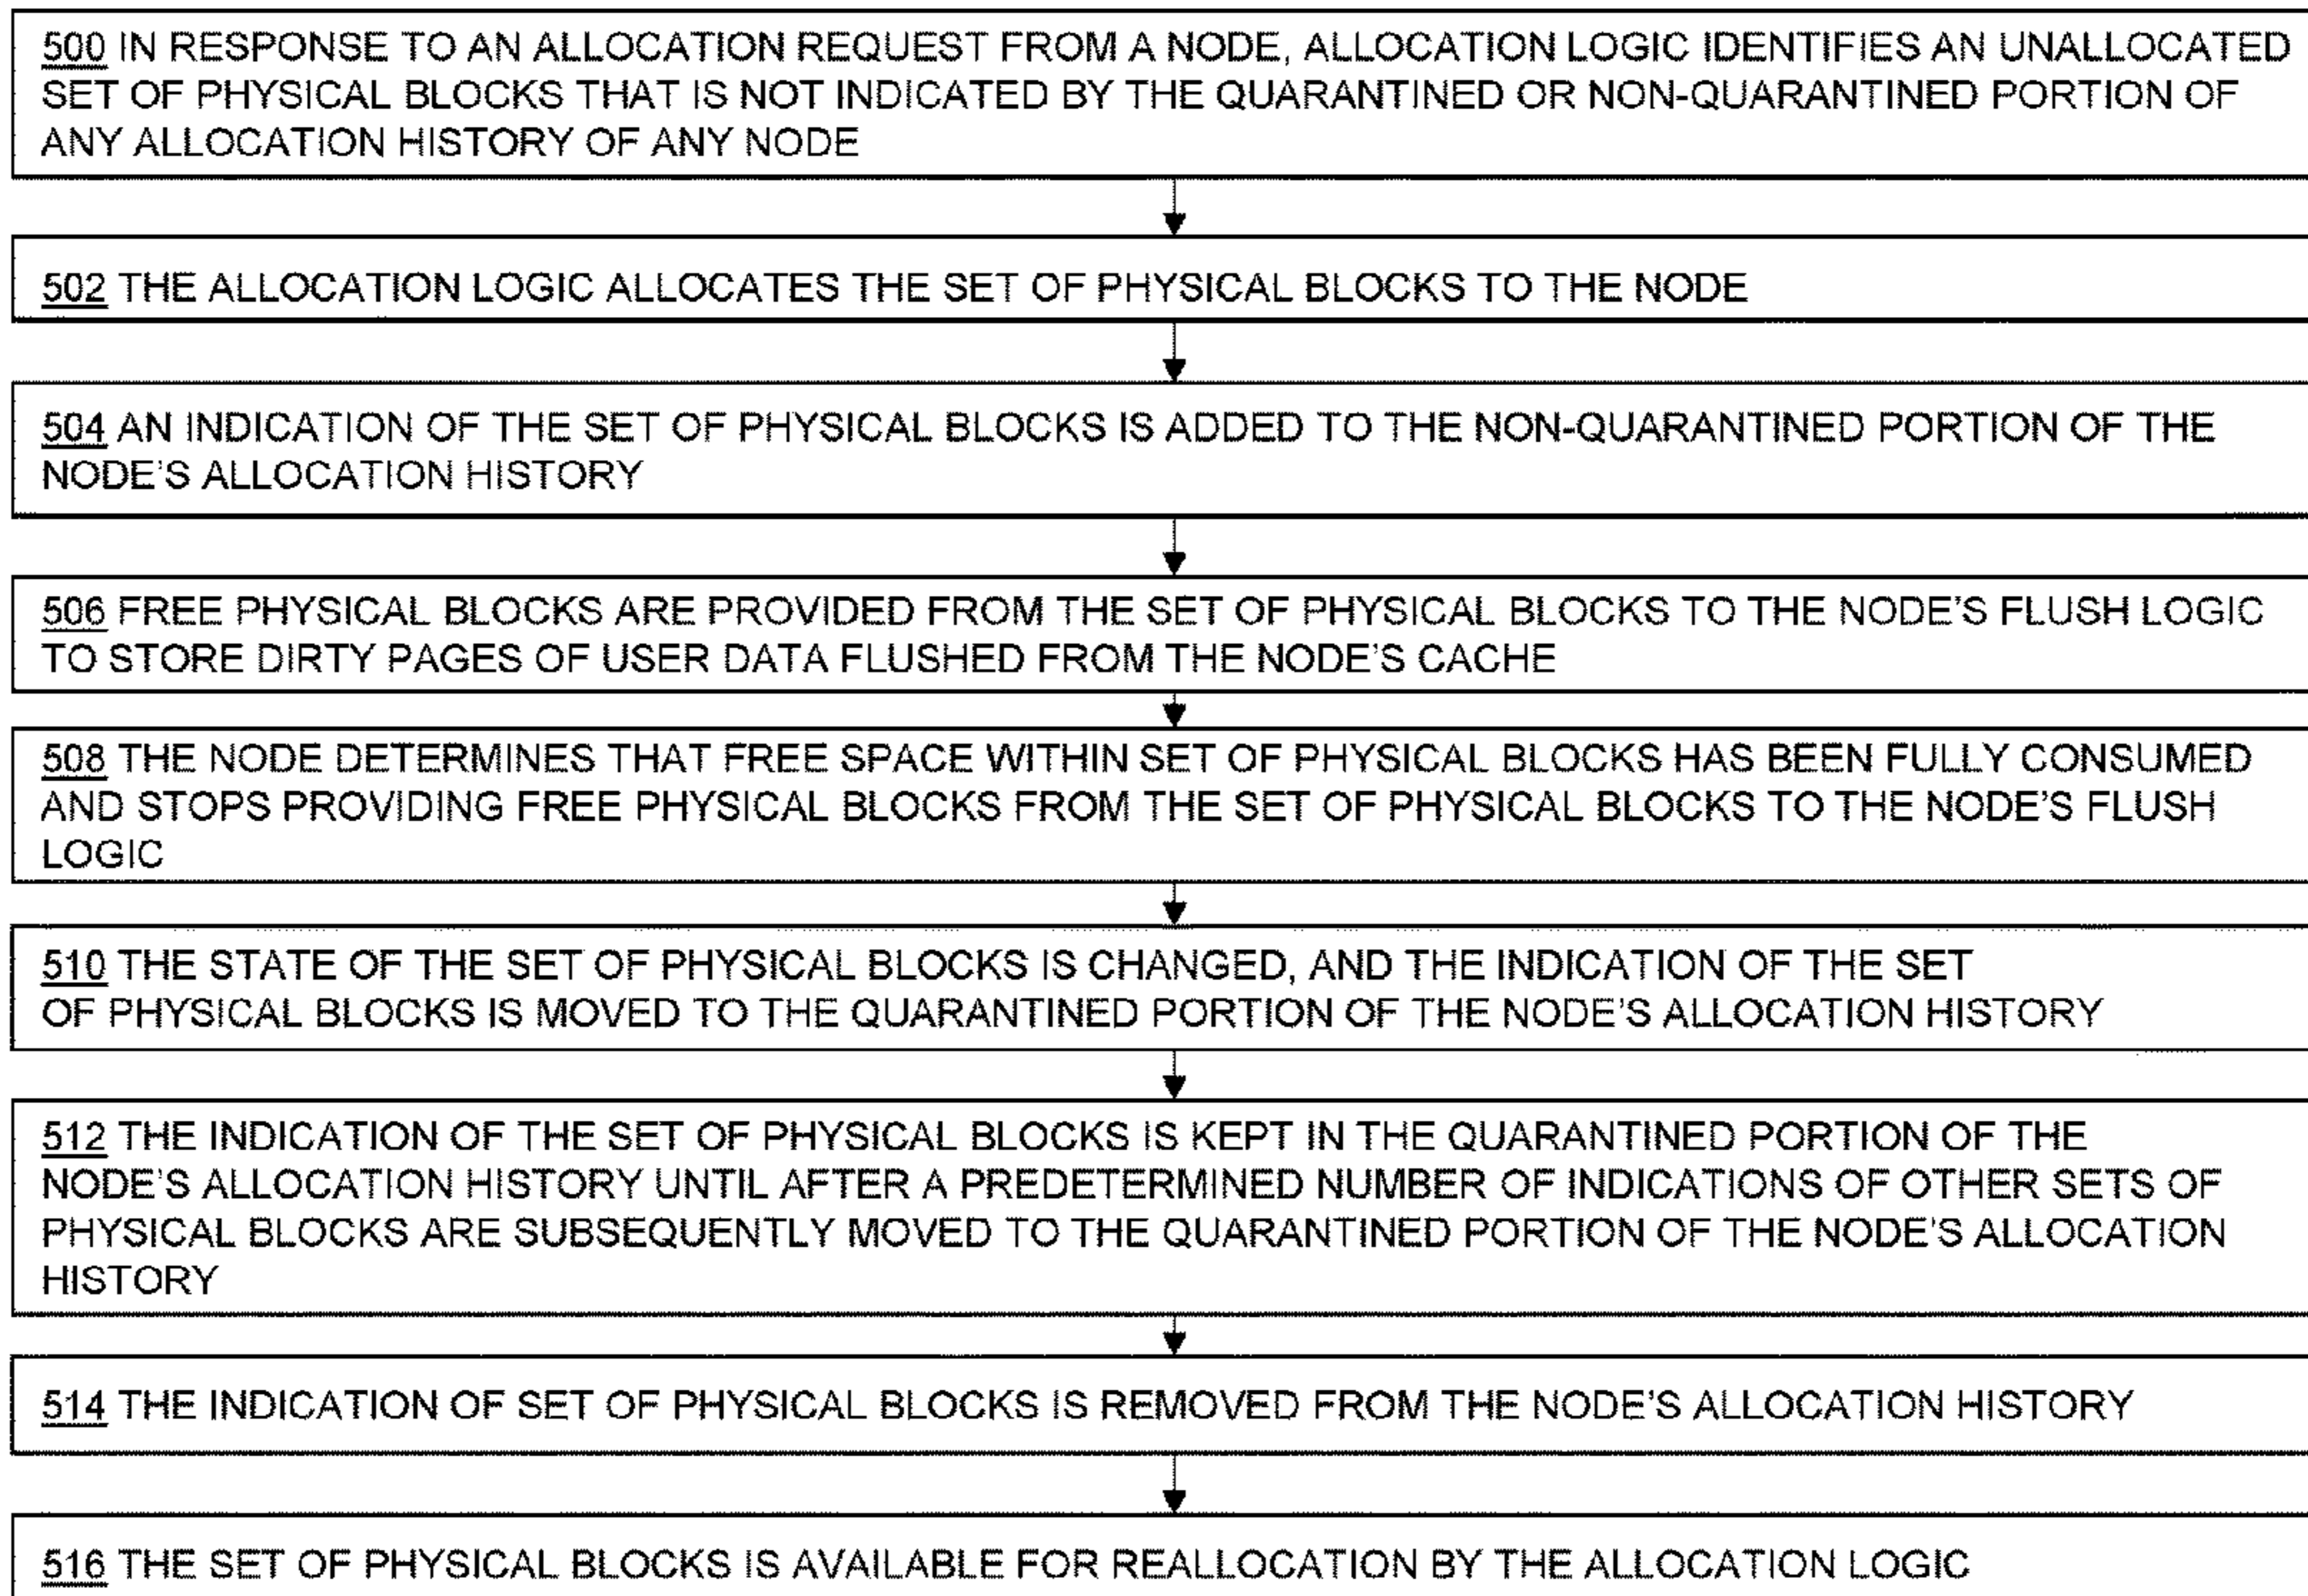 500 IN RESPONSE TO AN ALLOCATION REQUEST FROM A NODE, ALLOCATION LOGIC IDENTIFIES AN UNALLOCATED
SET OF PHYSICAL BLOCKS THAT IS NOT INDICATED BY THE QUARANTINED OR NON-QUARANTINED PORTION OF
ANY ALLOCATION HISTORY OF ANY NODE
502 THE ALLOCATION LOGIC ALLOCATES THE SET OF PHYSICAL BLOCKS TO THE NODE
504 AN INDICATION OF THE SET OF PHYSICAL BLOCKS IS ADDED TO THE NON-QUARANTINED PORTION OF THE
NODE'S ALLOCATION HISTORY
506 FREE PHYSICAL BLOCKS ARE PROVIDED FROM THE SET OF PHYSICAL BLOCKS TO THE NODE'S FLUSH LOGIC
TO STORE DIRTY PAGES OF USER DATA FLUSHED FROM THE NODE'S CACHE
508 THE NODE DETERMINES THAT FREE SPACE WITHIN SET OF PHYSICAL BLOCKS HAS BEEN FULLY CONSUMED
AND STOPS PROVIDING FREE PHYSICAL BLOCKS FROM THE SET OF PHYSICAL BLOCKS TO THE NODE'S FLUSH
LOGIC
510 THE STATE OF THE SET OF PHYSICAL BLOCKS IS CHANGED, AND THE INDICATION OF THE SET
OF PHYSICAL BLOCKS IS MOVED TO THE QUARANTINED PORTION OF THE NODE'S ALLOCATION HISTORY
512 THE INDICATION OF THE SET OF PHYSICAL BLOCKS IS KEPT IN THE QUARANTINED PORTION OF THE
NODE'S ALLOCATION HISTORY UNTIL AFTER A PREDETERMINED NUMBER OF INDICATIONS OF OTHER SETS OF
PHYSICAL BLOCKS ARE SUBSEQUENTLY MOVED TO THE QUARANTINED PORTION OF THE NODE'S ALLOCATION
HISTORY
514 THE INDICATION OF SET OF PHYSICAL BLOCKS IS REMOVED FROM THE NODE'S ALLOCATION HISTORY
516 THE SET OF PHYSICAL BLOCKS IS AVAILABLE FOR REALLOCATION BY THE ALLOCATION LOGIC